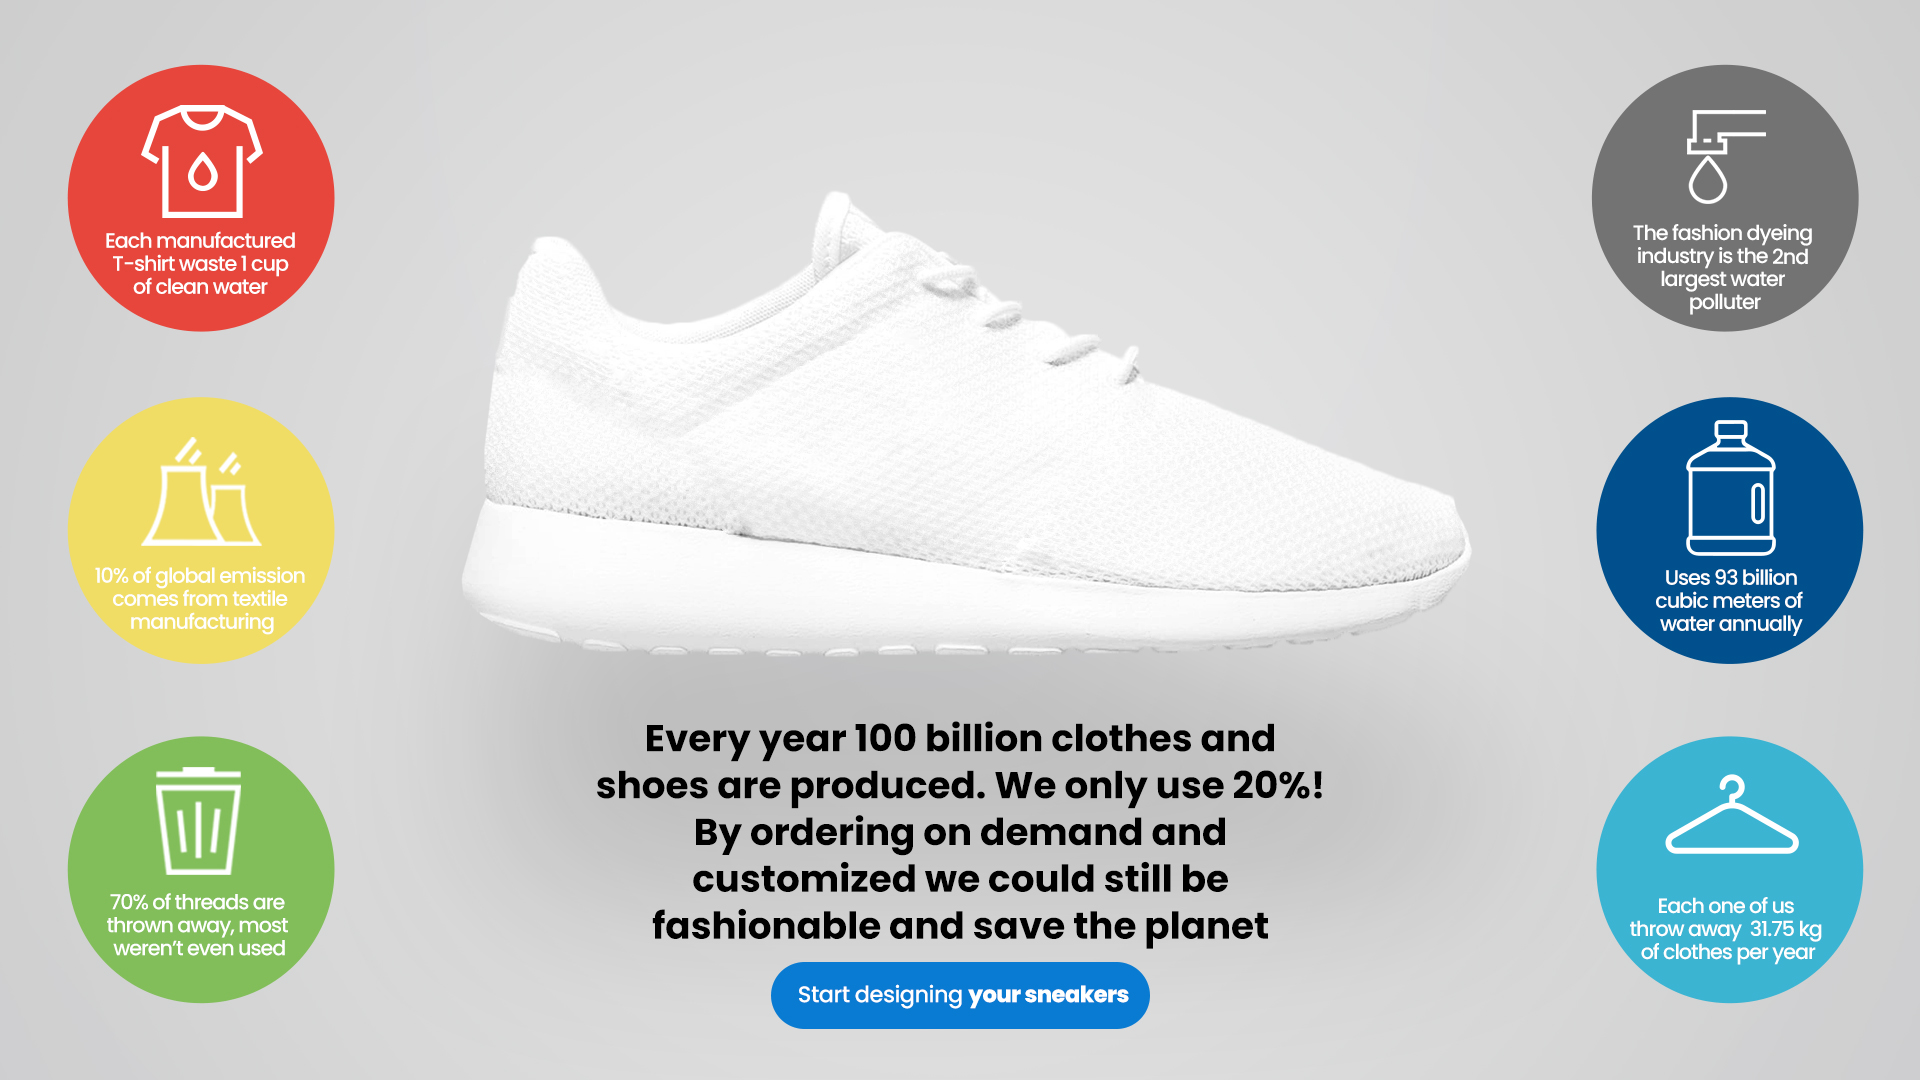 Each manufactured
T-shirt waste 1 cup
of clean water
10% of global emission
comes from textile
manufacturing
70% of threads are
thrown away, most
weren't even used
Every year 100 billion clothes and
shoes are produced. We only use 20%!
By ordering on demand and
customized we could still be
fashionable and save the planet
Start designing your sneakers
The fashion dyeing
industry is the 2nd
largest water
polluter
Uses 93 billion
cubic meters of
water annually
Each one of us
throw away 31.75 kg
of clothes per year